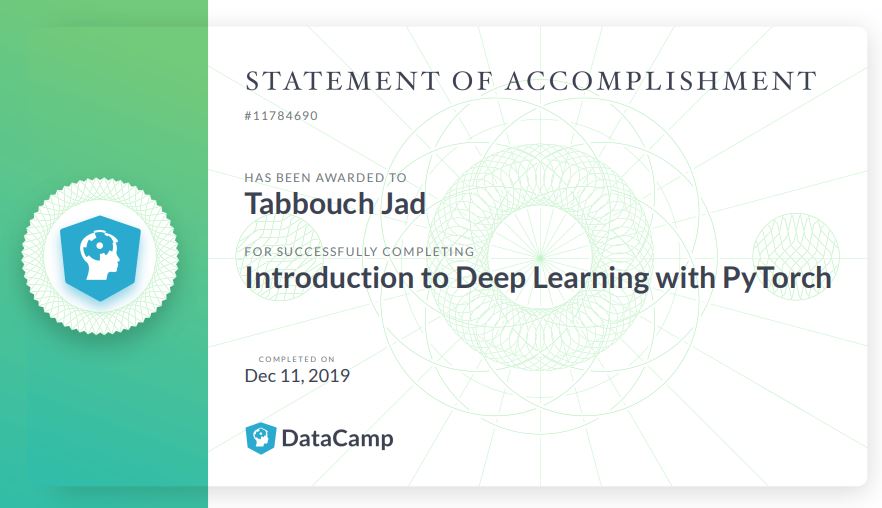 STATEMENT OF ACCOMPLISHMENT
#11784690
HAS BEEN AWARDED TO
Tabbouch Jad
FOR SUCCESSFULLY COMPLETING
Introduction to Deep Learning with PyTorch
COMPLETED ON
Dec 11, 2019
DataCamp